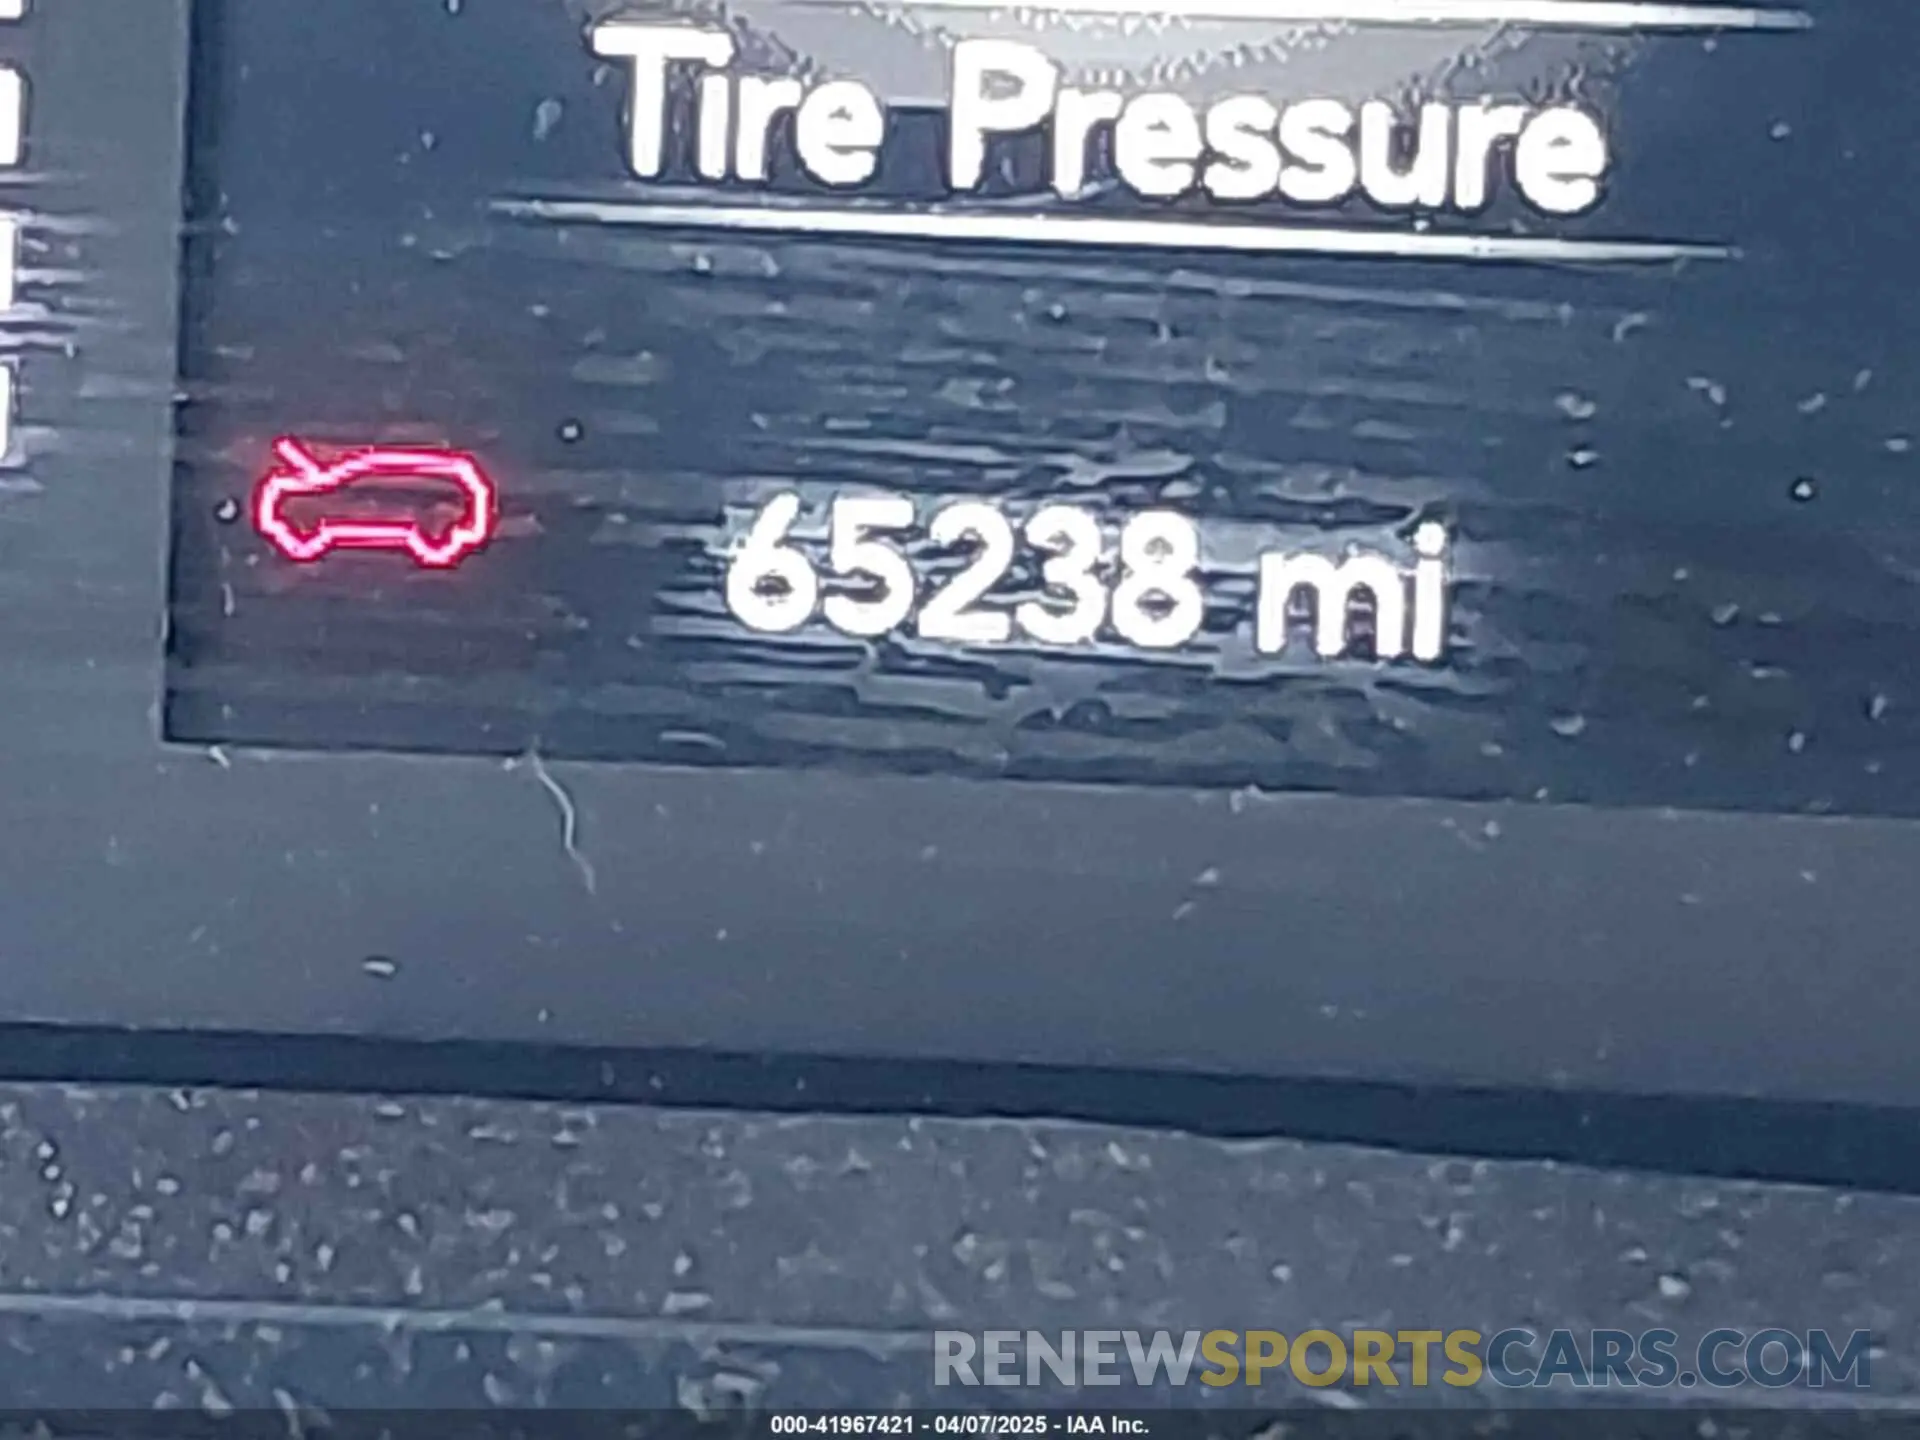 Tire Pressure
65238 mi
RENEWSPORTSCARS.COM
000-41967421 - 04/07/2025 - IAA Inc.